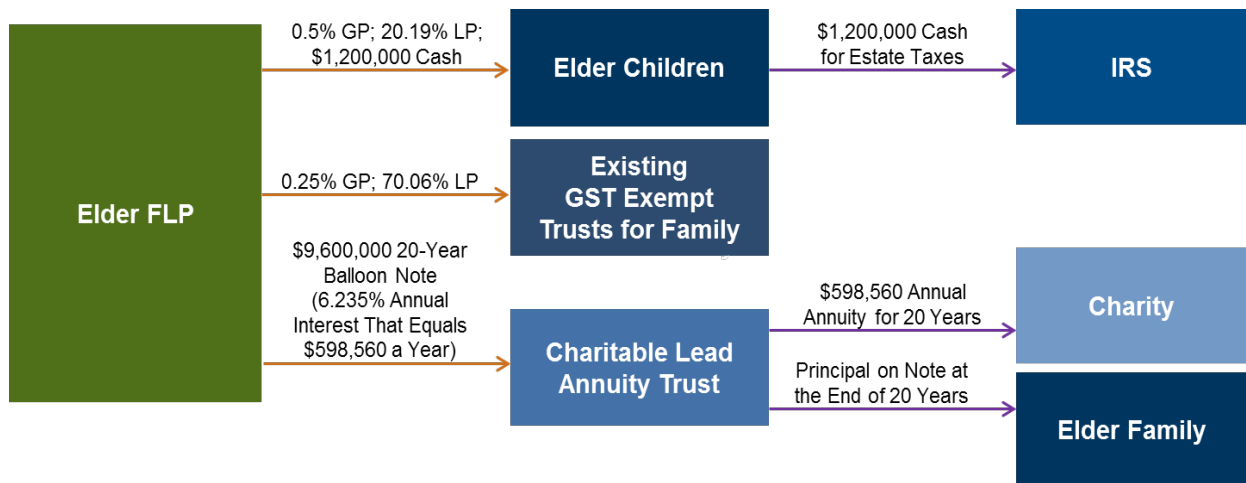 Elder FLP
0.5% GP; 20.19% LP;
$1,200,000 Cash
Elder Children
$1,200,000 Cash
for Estate Taxes
IRS
0.25% GP; 70.06% LP
Existing
GST Exempt
Trusts for Family
$9,600,000 20-Year
Balloon Note
(6.235% Annual
Interest That Equals
$598,560 a Year)
Charitable Lead
Annuity Trust
$598,560 Annual
Annuity for 20 Years
Charity
Principal on Note at
the End of 20 Years
Elder Family